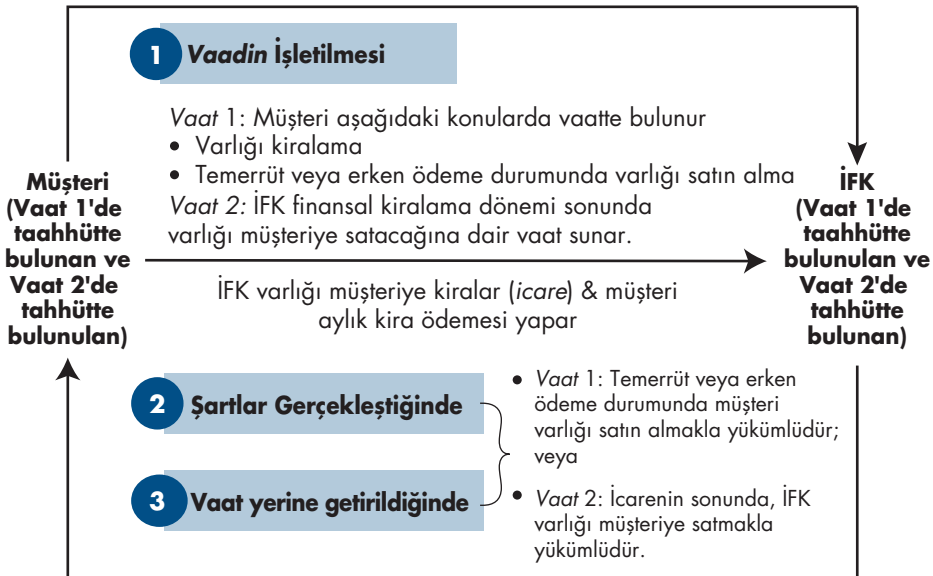 1 Vaadin İşletilmesi
Vaat 1: Müşteri aşağıdaki konularda vaatte bulunur
• Varlığı kiralama
• Temerrüt veya erken ödeme durumunda varlığı satın alma
Vaat 2: İFK finansal kiralama dönemi sonunda
varlığı müşteriye satacağına dair vaat sunar.
Müşteri
(Vaat 1'de
taahhütte
bulunan ve
Vaat 2'de
tahhütte
bulunulan)
İFK
(Vaat 1'de
taahhütte
bulunulan ve
Vaat 2'de
tahhütte
bulunan)
İFK varlığı müşteriye kiralar (icare) & müşteri
aylık kira ödemesi yapar
2 Şartlar Gerçekleştiğinde
3 Vaat yerine getirildiğinde
• Vaat 1: Temerrüt veya erken
ödeme durumunda müşteri
varlığı satın almakla yükümlüdür;
veya
• Vaat 2: İcarenin sonunda, İFK
varlığı müşteriye satmakla
yükümlüdür.